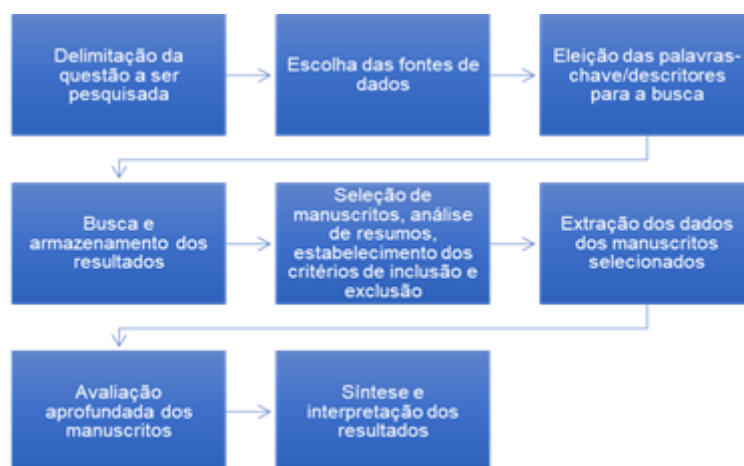 Delimitação da
questão a ser
pesquisada
Escolha das fontes de
dados
Eleição das palavras-
chave/descritores
para a busca
Busca e
armazenamento dos
resultados
Seleção de
manuscritos, análise
de resumos,
estabelecimento dos
critérios de inclusão e
exclusão
Extração dos dados
dos manuscritos
selecionados
Avaliação
aprofundada dos
manuscritos
Síntese e
interpretação dos
resultados